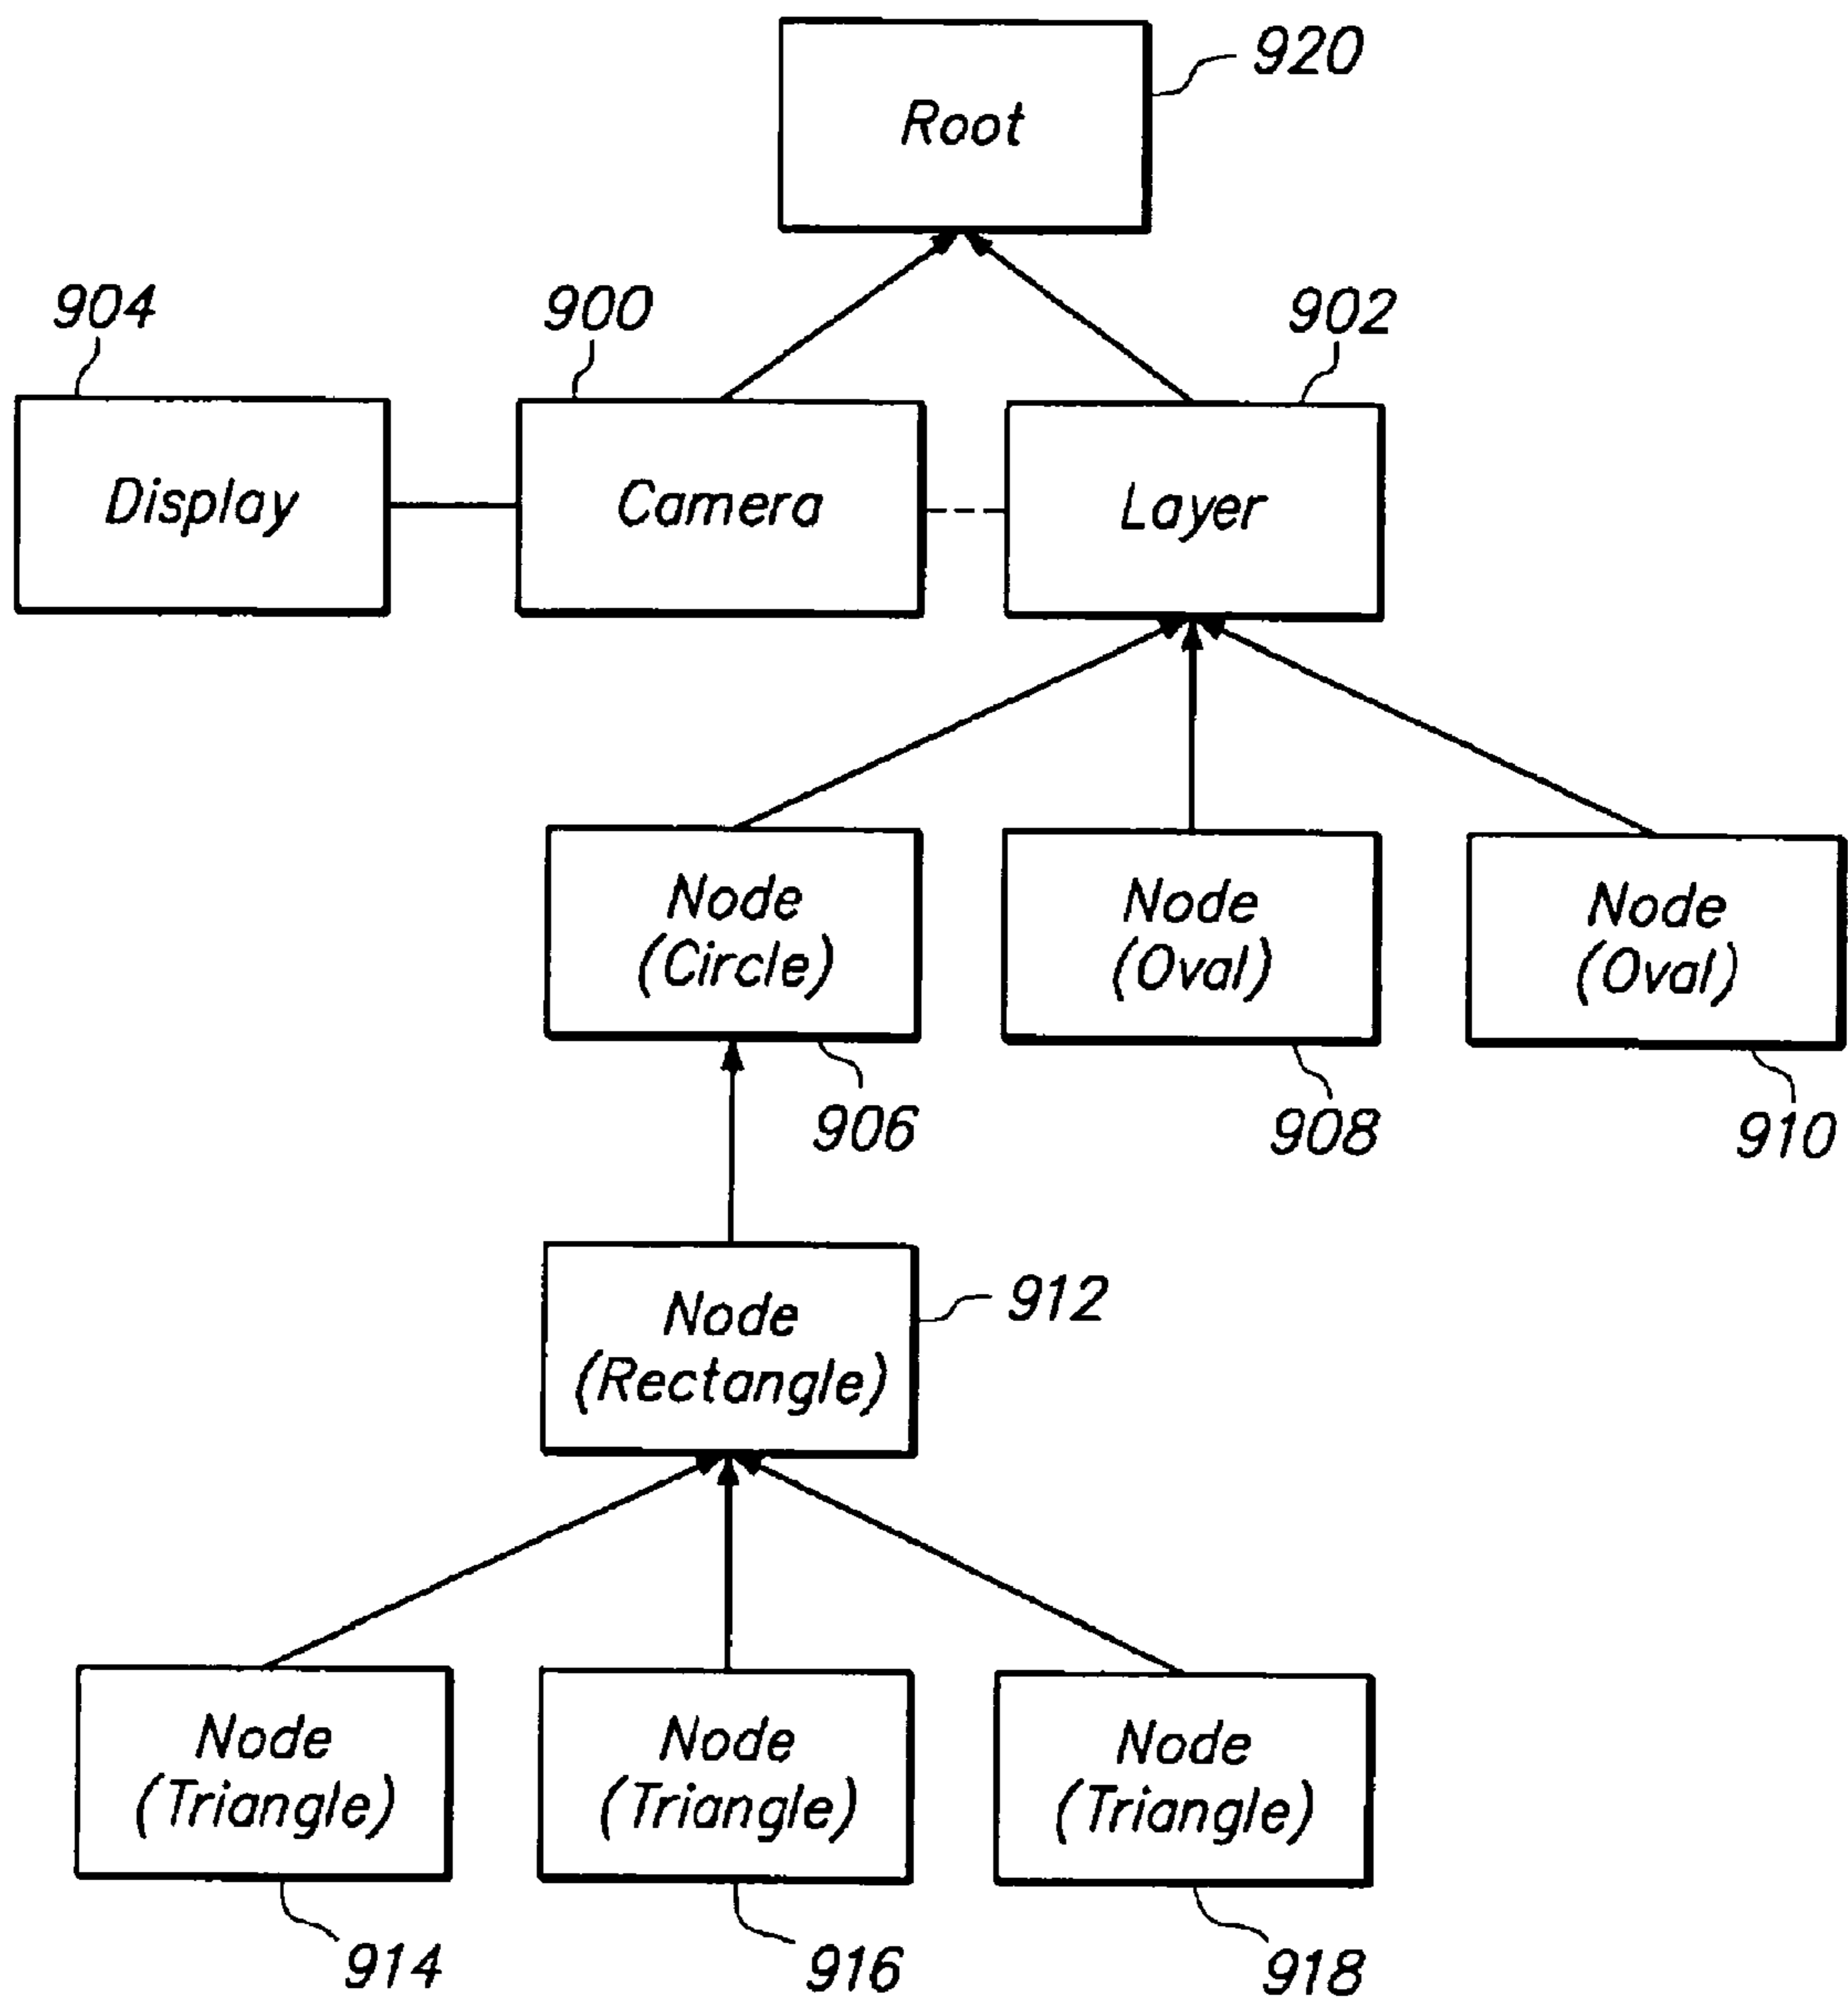 920
Root
904
900
902
Display
Camera
Layer
Node
(Circle)
Node
(Oval)
Node
(Oval)
906
908
910
Node
(Rectangle)
912
Node
(Triangle)
Node
(Triangle)
Node
(Triangle)
914
916
918